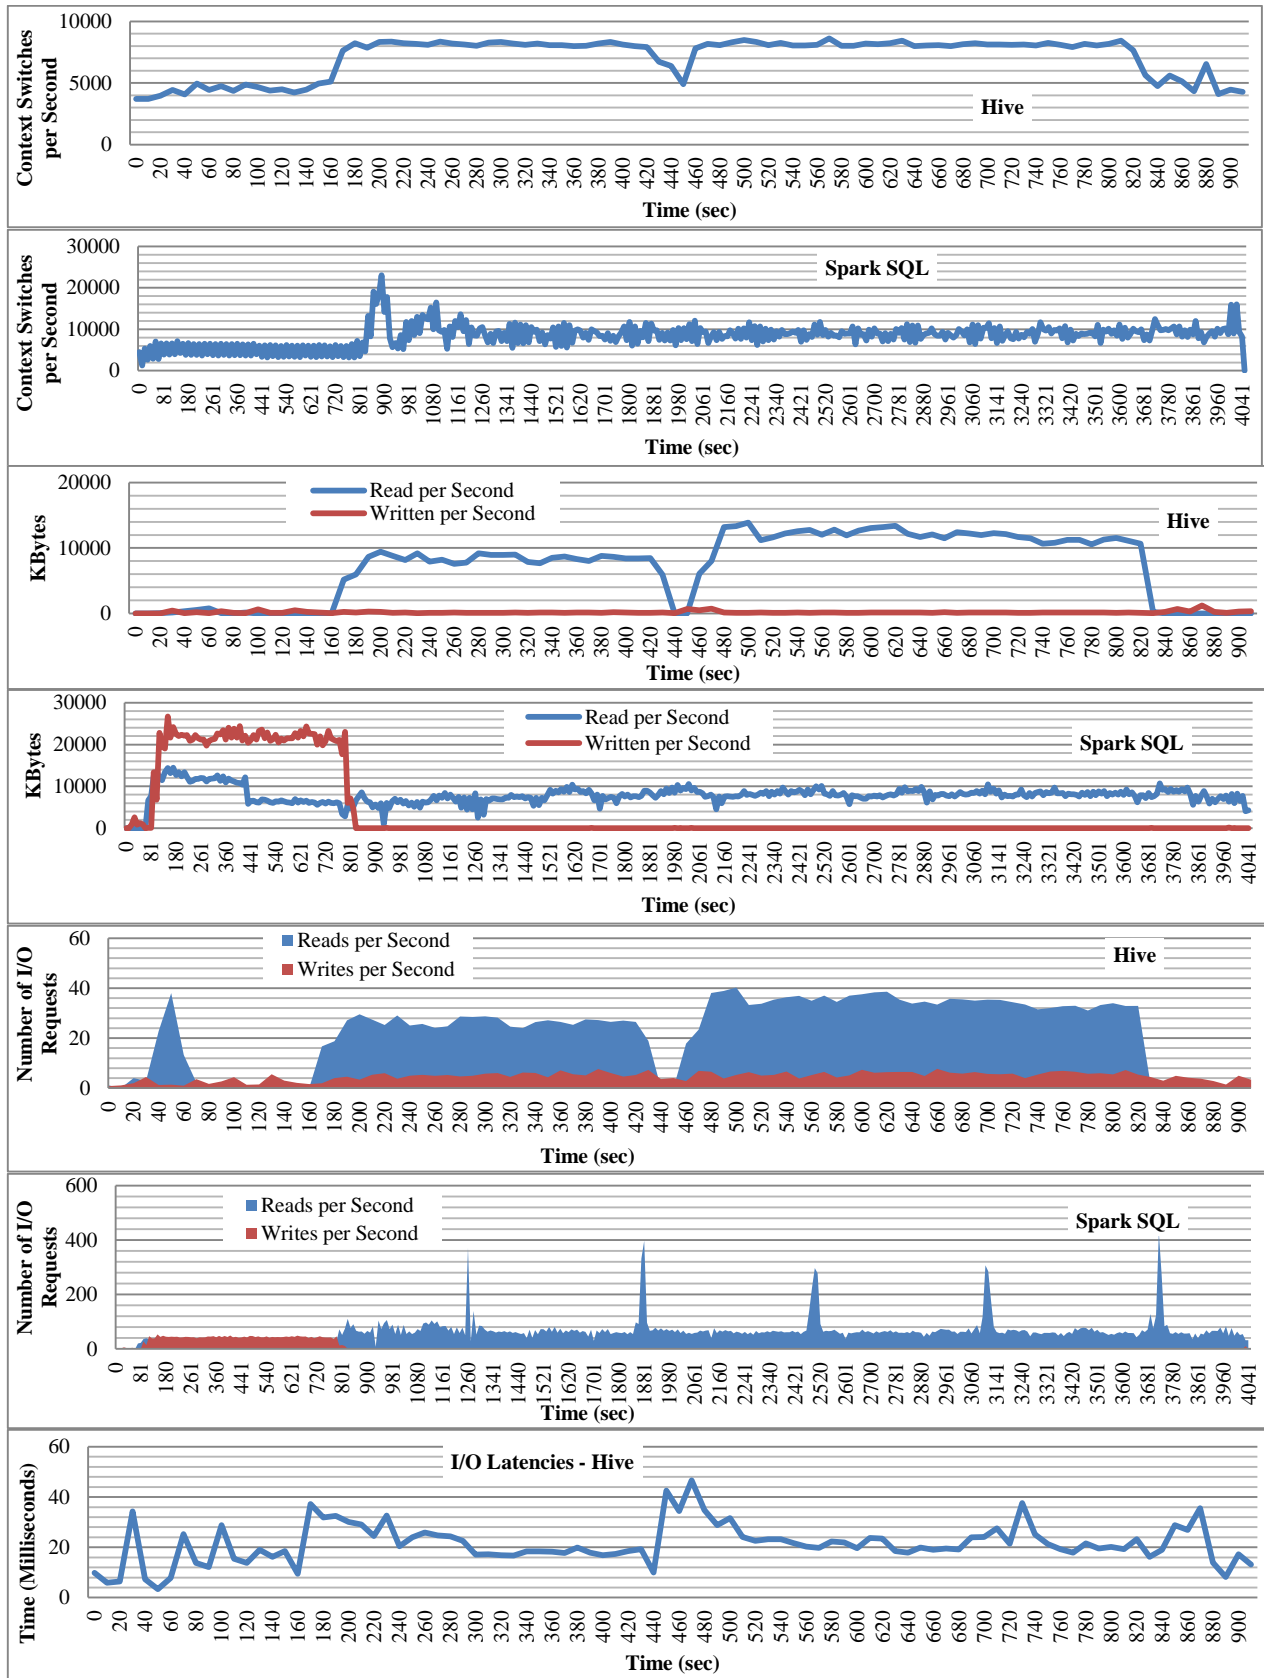 10000
5000
0
Context Switches
per Second
Hive
0 20 40 60 80 100 120 140 160 180 200 220 240 260 280 300 320 340 360 380 400 420 440 460 480 500 520 540 560 580 600 620 640 660 680 700 720 740 760 780 800 820 840 860 880 900
Time (sec)
30000
20000
10000
0
Context Switches
per Second
Spark SQL
0 81 180 261 360 441 540 621 720 801 900 981 1080 1161 1260 1341 1440 1521 1620 1701 1800 1881 1980 2061 2160 2241 2340 2421 2520 2601 2700 2781 2880 2961 3060 3141 3240 3321 3420 3501 3600 3681 3780 3861 3960 4041
Time (sec)
20000
10000
0
KBytes
Read per Second
Written per Second
Hive
0 20 40 60 80 100 120 140 160 180 200 220 240 260 280 300 320 340 360 380 400 420 440 460 480 500 520 540 560 580 600 620 640 660 680 700 720 740 760 780 800 820 840 860 880 900
Time (sec)
30000
20000
10000
0
KBytes
Read per Second
Written per Second
Spark SQL
0 81 180 261 360 441 540 621 720 801 900 981 1080 1161 1260 1341 1440 1521 1620 1701 1800 1881 1980 2061 2160 2241 2340 2421 2520 2601 2700 2781 2880 2961 3060 3141 3240 3321 3420 3501 3600 3681 3780 3861 3960 4041
Time (sec)
60
40
20
0
Number of I/O
Requests
Reads per Second
Writes per Second
Hive
0 20 40 60 80 100 120 140 160 180 200 220 240 260 280 300 320 340 360 380 400 420 440 460 480 500 520 540 560 580 600 620 640 660 680 700 720 740 760 780 800 820 840 860 880 900
Time (sec)
600
400
200
0
Number of I/O
Requests
Reads per Second
Writes per Second
Spark SQL
0 81 180 261 360 441 540 621 720 801 900 981 1080 1161 1260 1341 1440 1521 1620 1701 1800 1881 1980 2061 2160 2241 2340 2421 2520 2601 2700 2781 2880 2961 3060 3141 3240 3321 3420 3501 3600 3681 3780 3861 3960 4041
Time (sec)
60
40
20
0
Time (Milliseconds)
I/O Latencies - Hive
0 20 40 60 80 100 120 140 160 180 200 220 240 260 280 300 320 340 360 380 400 420 440 460 480 500 520 540 560 580 600 620 640 660 680 700 720 740 760 780 800 820 840 860 880 900
Time (sec)